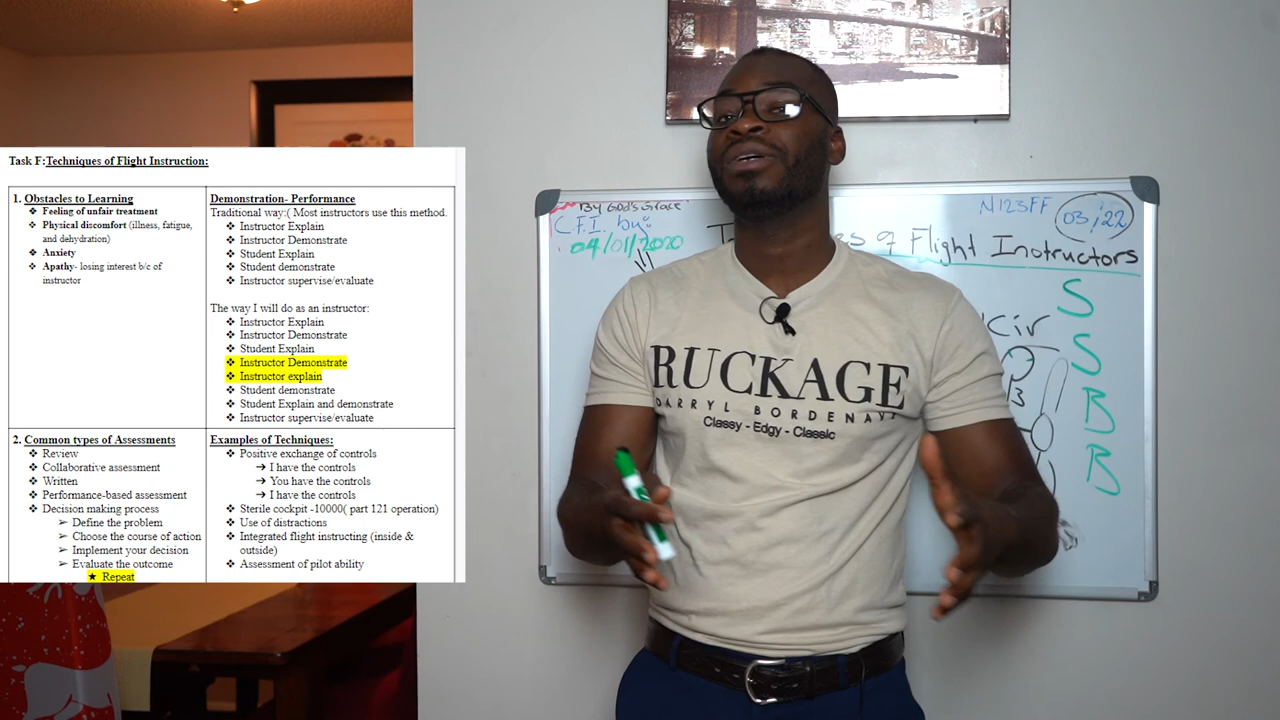 Task F:Techniques of Flight Instruction:
1. Obstacles to Learning
❖ Feeling of unfair treatment
❖ Physical discomfort (illness, fatigue,
and dehydration)
❖ Anxiety
❖ Apathy- losing interest b/c of
instructor
Demonstration- Performance
Traditional way:( Most instructors use this method.
❖ Instructor Explain
❖ Instructor Demonstrate
❖ Student Explain
❖ Student demonstrate
❖ Instructor supervise/evaluate
The way I will do as an instructor:
❖ Instructor Explain
❖ Instructor Demonstrate
❖ Student Explain
❖ Instructor Demonstrate
❖ Instructor explain
❖ Student demonstrate
❖ Student Explain and demonstrate
❖ Instructor supervise/evaluate
2. Common types of Assessments
❖ Review
❖ Collaborative assessment
❖ Written
❖ Performance-based assessment
❖ Decision making process
➢ Define the problem
➢ Choose the course of action
➢ Implement your decision
➢ Evaluate the outcome
★ Repeat
Examples of Techniques:
❖ Positive exchange of controls
→ I have the controls
→ You have the controls
→ I have the controls
❖ Sterile cockpit -10000( part 121 operation)
❖ Use of distractions
❖ Integrated flight instructing (inside &
outside)
❖ Assessment of pilot ability
By God's Grace
C.F.I. by:
04/01/2020
N123FF
03/22
Flight Instructors
S
S
B
B
RUCKAGE
DARRYL BORDENAVE
Classy - Edgy - Classic